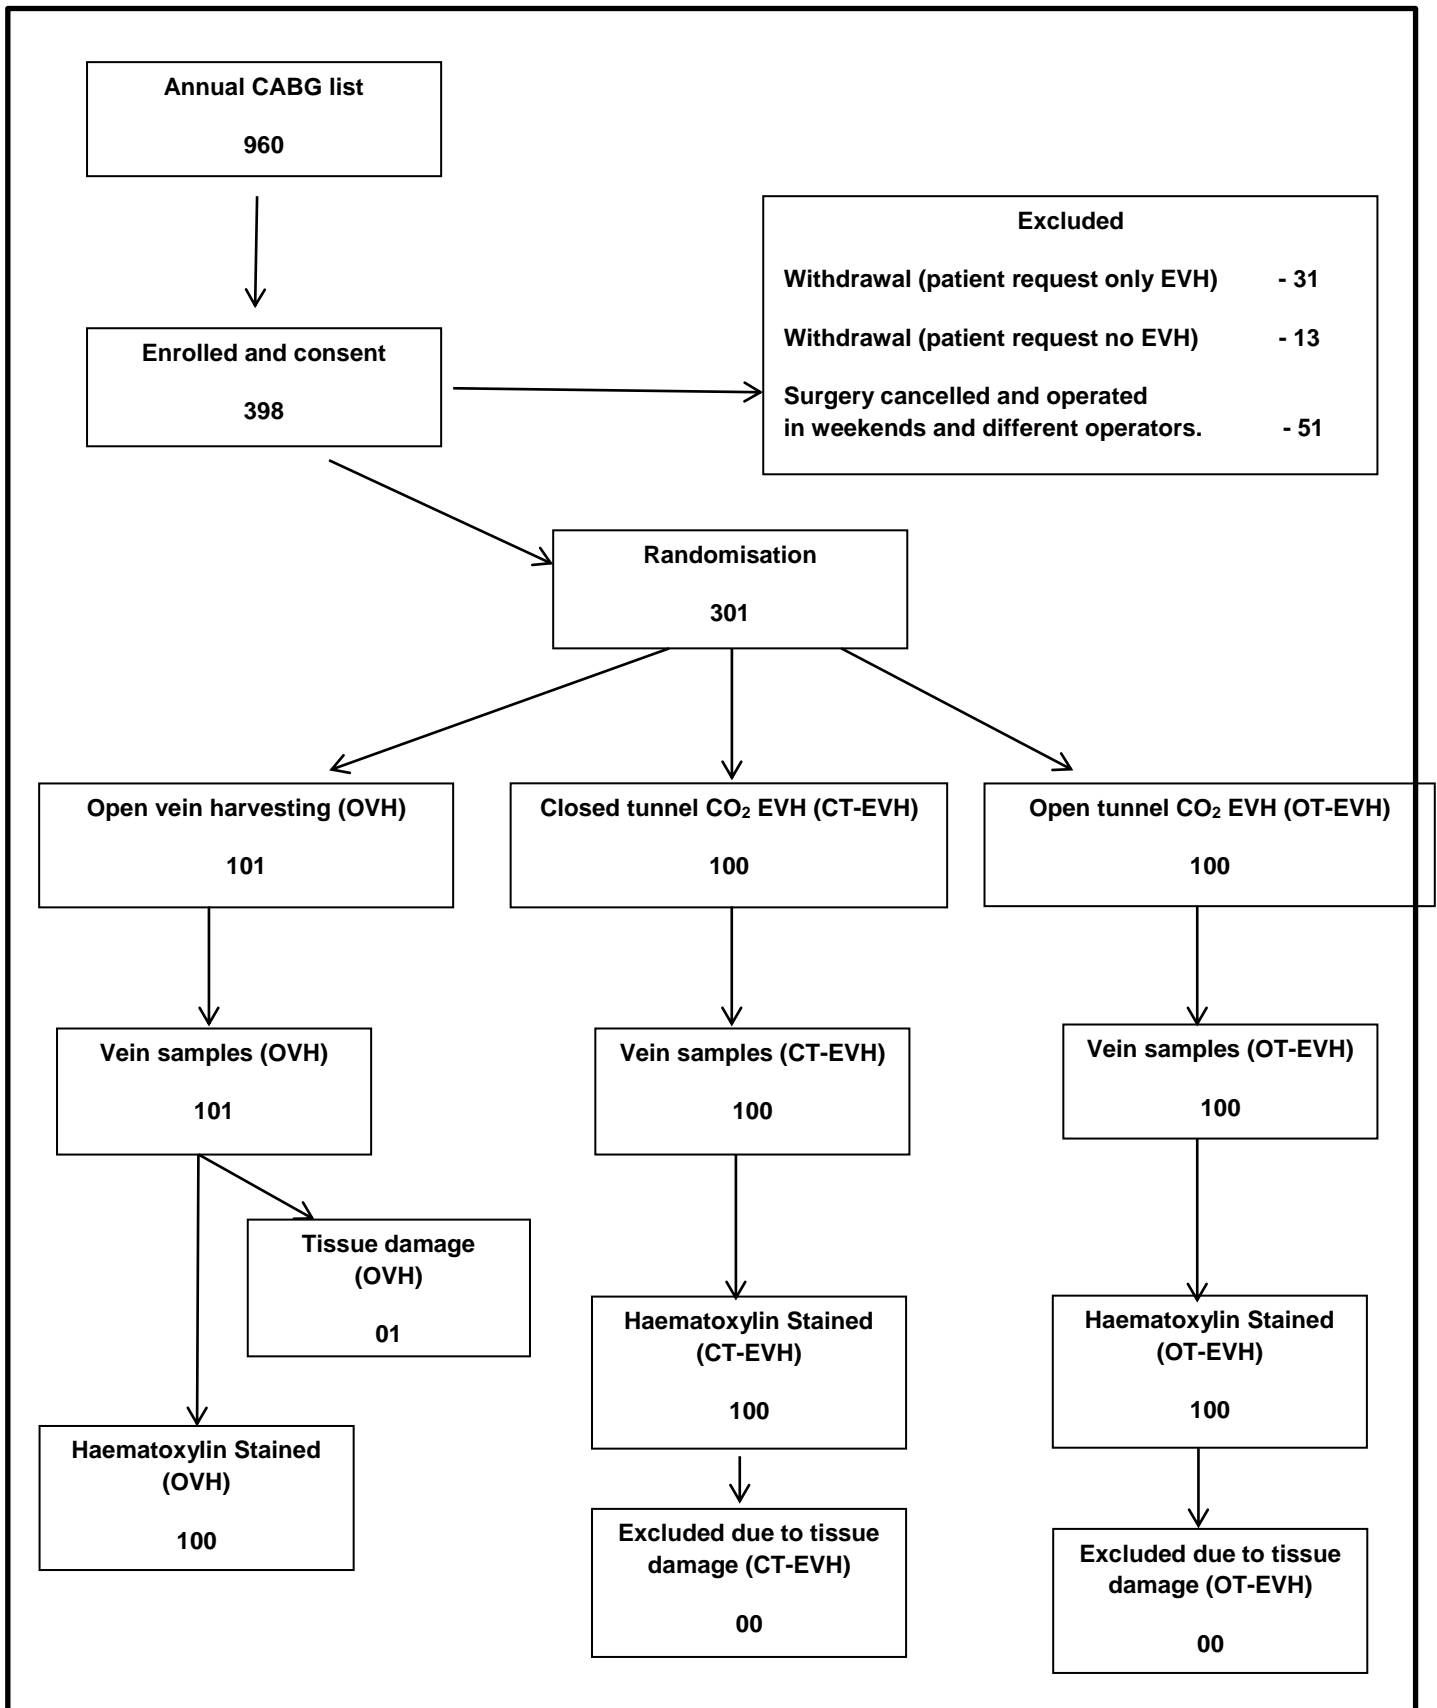 Annual CABG list
960
Excluded
Withdrawal (patient request only EVH) - 31
Withdrawal (patient request no EVH) - 13
Surgery cancelled and operated
in weekends and different operators. - 51
Enrolled and consent
398
Randomisation
301
Open vein harvesting (OVH)
101
Closed tunnel CO₂ EVH (CT-EVH)
100
Open tunnel CO₂ EVH (OT-EVH)
100
Vein samples (OVH)
101
Vein samples (CT-EVH)
100
Vein samples (OT-EVH)
100
Tissue damage
(OVH)
01
Haematoxylin Stained
(OVH)
100
Haematoxylin Stained
(CT-EVH)
100
Haematoxylin Stained
(OT-EVH)
100
Excluded due to tissue
damage (CT-EVH)
00
Excluded due to tissue
damage (OT-EVH)
00